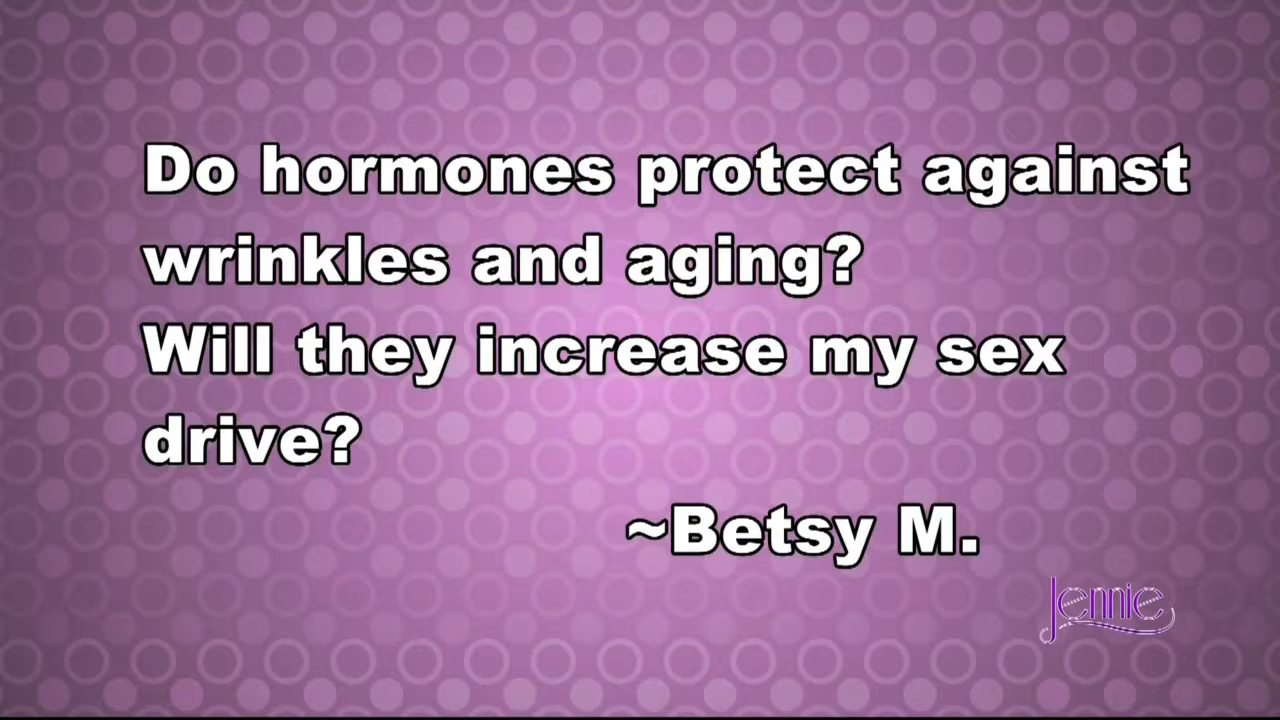 Do hormones protect against
wrinkles and aging?
Will they increase my sex
drive?
~Betsy M.
Jennie